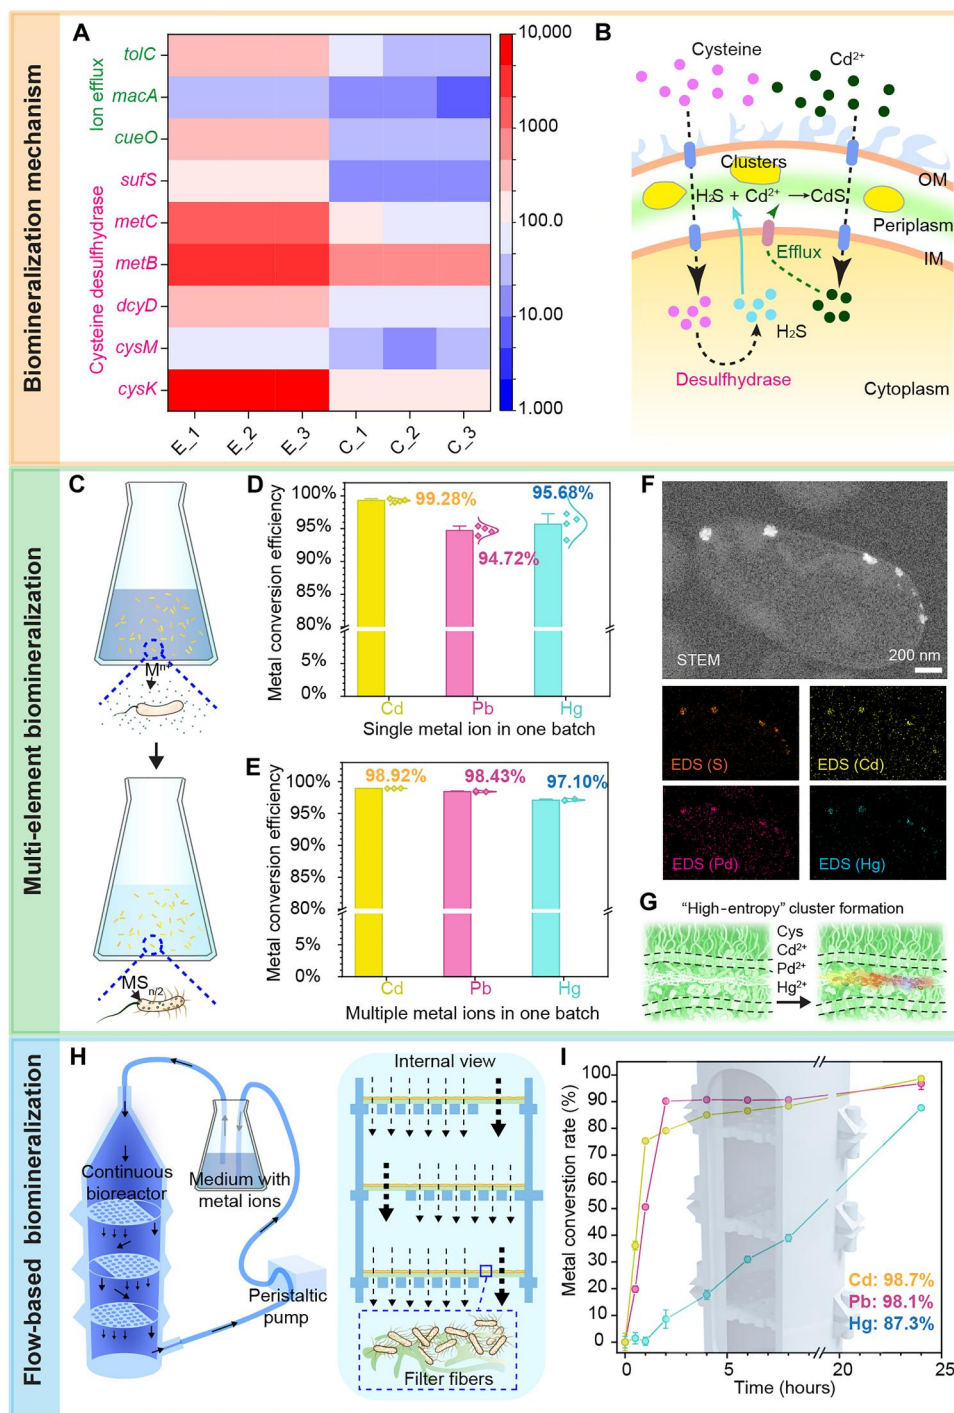 Biomineralization mechanism
A
Ion efflux
Cysteine desulfhydrase
tolC
macA
cueO
sufS
metC
metB
dcyD
cysM
cysK
E_1
E_2
E_3
C_1
C_2
C_3
10,000
1000
100.0
10.00
1.000
B
Cysteine
Cd²⁺
Clusters
OM
H₂S + Cd²⁺ → CdS
Periplasm
IM
Efflux
H₂S
Desulfhydrase
Cytoplasm
Multi-element biomineralization
C
Mⁿ⁺
MSₙ/₂
D
Metal conversion efficiency
100%
95%
90%
85%
80%
5%
0%
99.28%
94.72%
95.68%
Cd
Pb
Hg
Single metal ion in one batch
E
Metal conversion efficiency
100%
95%
90%
85%
80%
5%
0%
98.92%
98.43%
97.10%
Cd
Pb
Hg
Multiple metal ions in one batch
F
STEM
200 nm
EDS (S)
EDS (Cd)
EDS (Pd)
EDS (Hg)
G
“High-entropy” cluster formation
Cys
Cd²⁺
Pd²⁺
Hg²⁺
Flow-based biomineralization
H
Continuous
bioreactor
Medium with
metal ions
Peristaltic
pump
Internal view
Filter fibers
I
Metal converstion rate (%)
100
90
80
70
60
50
40
30
20
10
0
Cd: 98.7%
Pb: 98.1%
Hg: 87.3%
0
5
10
20
25
Time (hours)